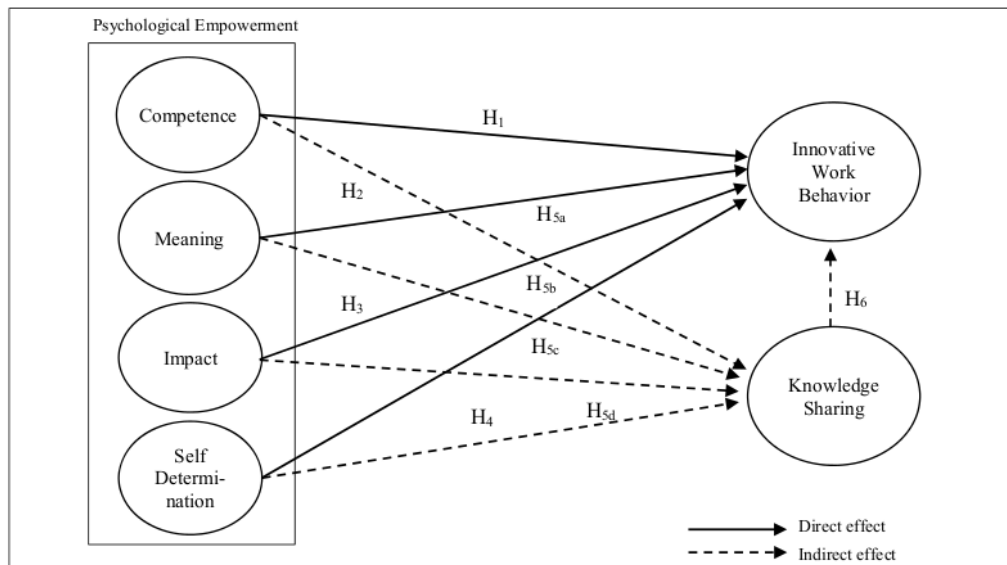 Psychological Empowerment
Competence
Meaning
Impact
Self
Determi-
nation
H1
H2
H5a
H3
H5b
H5c
H4
H5d
Innovative
Work
Behavior
H6
Knowledge
Sharing
Direct effect
Indirect effect